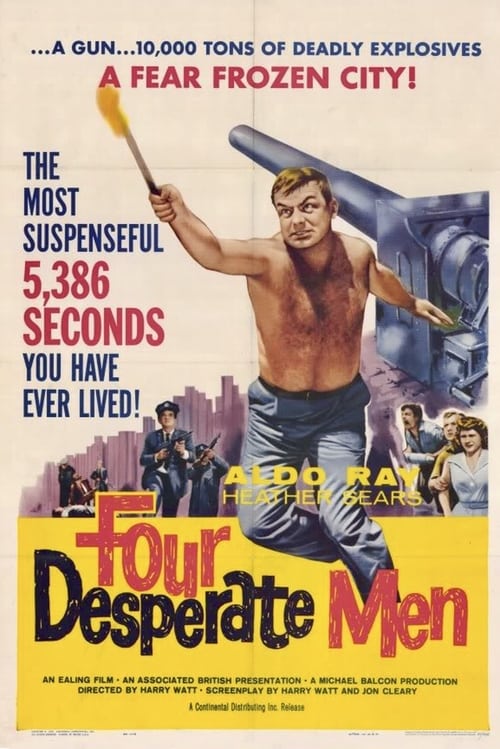 ...A GUN...10,000 TONS OF DEADLY EXPLOSIVES
A FEAR FROZEN CITY!
THE
MOST
SUSPENSEFUL
5,386
SECONDS
YOU HAVE
EVER LIVED!
ALDO RAY
HEATHER SEARS
Four
Desperate Men
AN EALING FILM • AN ASSOCIATED BRITISH PRESENTATION • A MICHAEL BALCON PRODUCTION
DIRECTED BY HARRY WATT • SCREENPLAY BY HARRY WATT AND JON CLEARY
A Continental Distributing Inc. Release